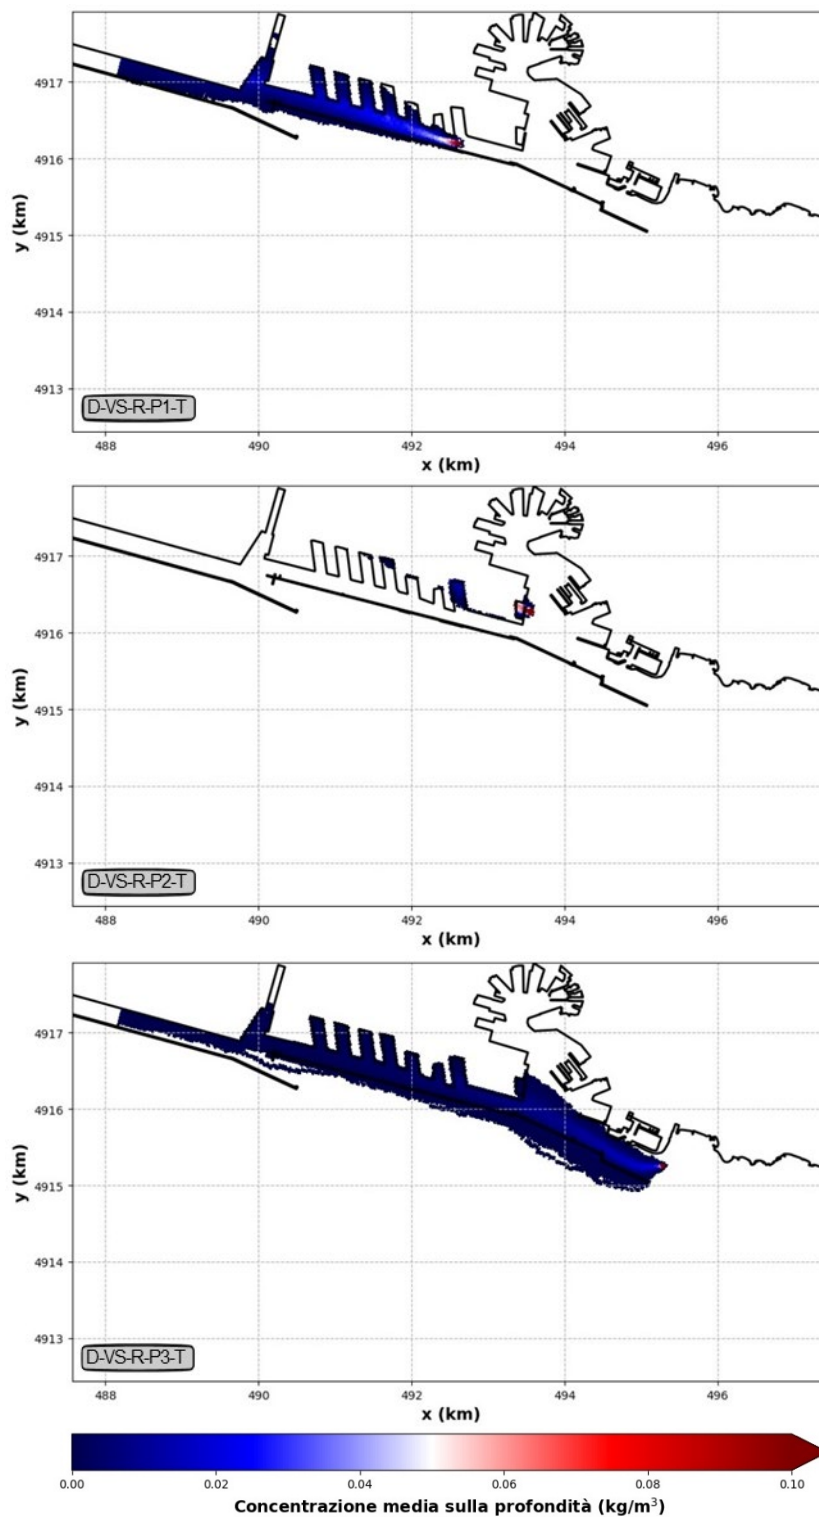 4917
4916
4915
4914
4913
y (km)
D-VS-R-P1-T
488 490 492 494 496
x (km)
4917
4916
4915
4914
4913
y (km)
D-VS-R-P2-T
488 490 492 494 496
x (km)
4917
4916
4915
4914
4913
y (km)
D-VS-R-P3-T
488 490 492 494 496
x (km)
0.00 0.02 0.04 0.06 0.08 0.10
Concentrazione media sulla profondità (kg/m³)